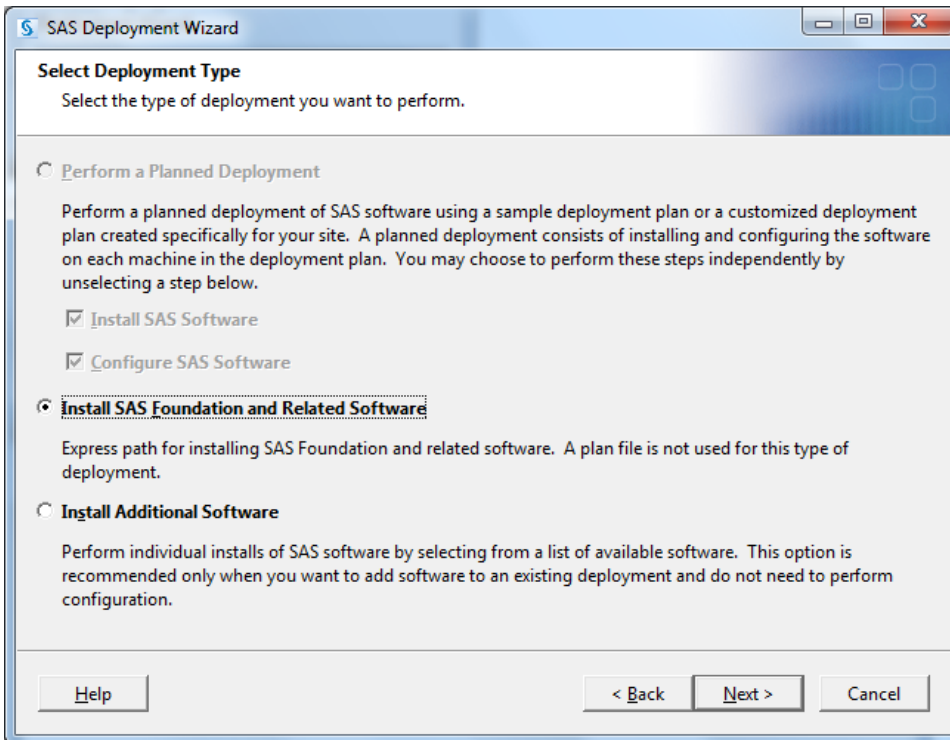 SAS Deployment Wizard
Select Deployment Type
Select the type of deployment you want to perform.
Perform a Planned Deployment
Perform a planned deployment of SAS software using a sample deployment plan or a customized deployment
plan created specifically for your site. A planned deployment consists of installing and configuring the software
on each machine in the deployment plan. You may choose to perform these steps independently by
unselecting a step below.
Install SAS Software
Configure SAS Software
Install SAS Foundation and Related Software
Express path for installing SAS Foundation and related software. A plan file is not used for this type of
deployment.
Install Additional Software
Perform individual installs of SAS software by selecting from a list of available software. This option is
recommended only when you want to add software to an existing deployment and do not need to perform
configuration.
Help
< Back
Next >
Cancel